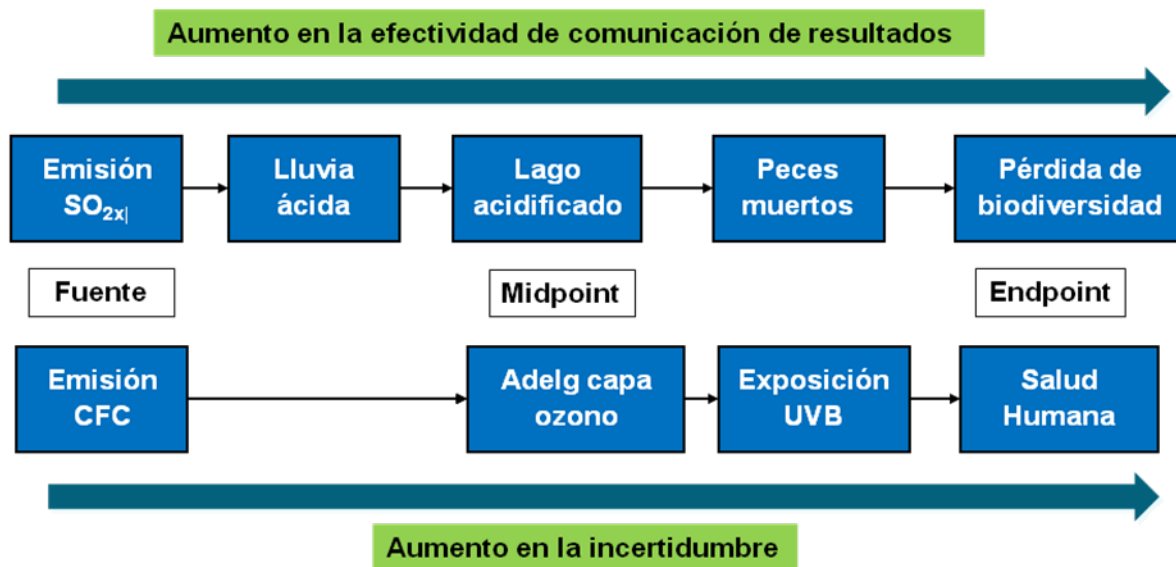 Aumento en la efectividad de comunicación de resultados
Emisión
SO2x|
Lluvia
ácida
Lago
acidificado
Peces
muertos
Pérdida de
biodiversidad
Fuente
Midpoint
Endpoint
Emisión
CFC
Adelg capa
ozono
Exposición
UVB
Salud
Humana
Aumento en la incertidumbre